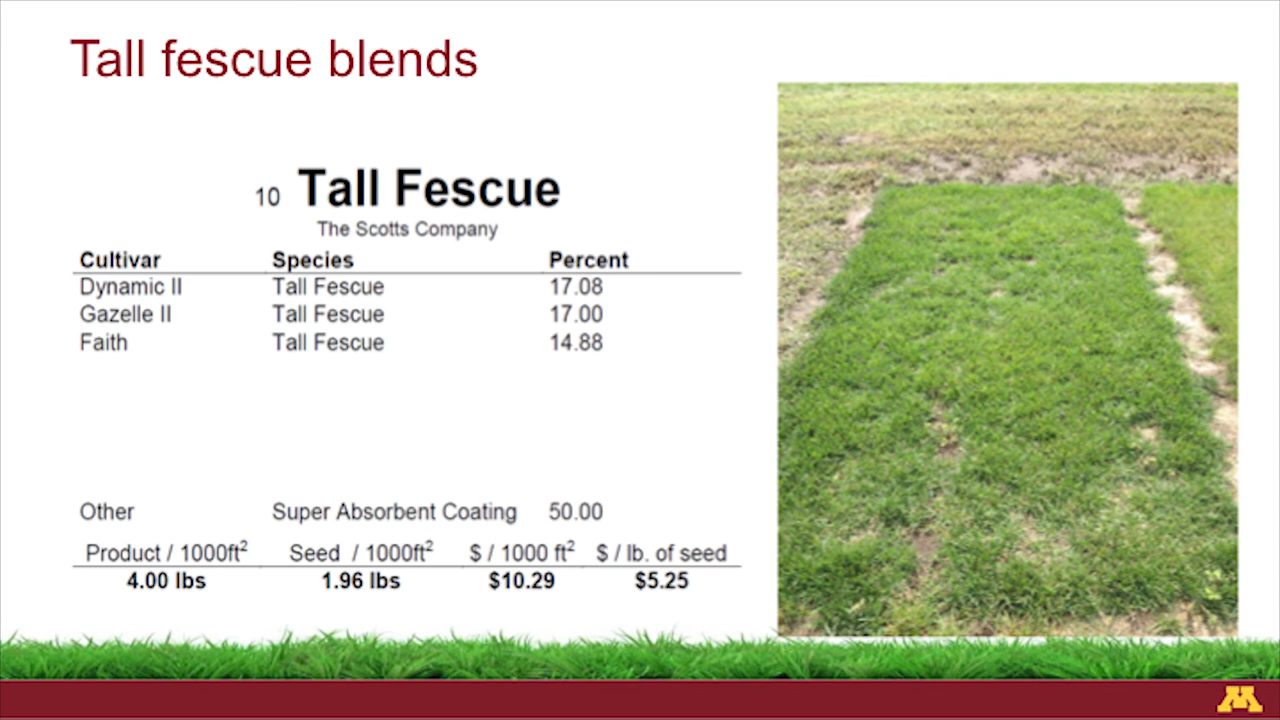 Tall fescue blends
10 Tall Fescue
The Scotts Company
Cultivar Species Percent
Dynamic II Tall Fescue 17.08
Gazelle II Tall Fescue 17.00
Faith Tall Fescue 14.88
Other Super Absorbent Coating 50.00
Product / 1000ft² Seed / 1000ft² $ / 1000 ft² $ / lb. of seed
4.00 lbs 1.96 lbs $10.29 $5.25
M